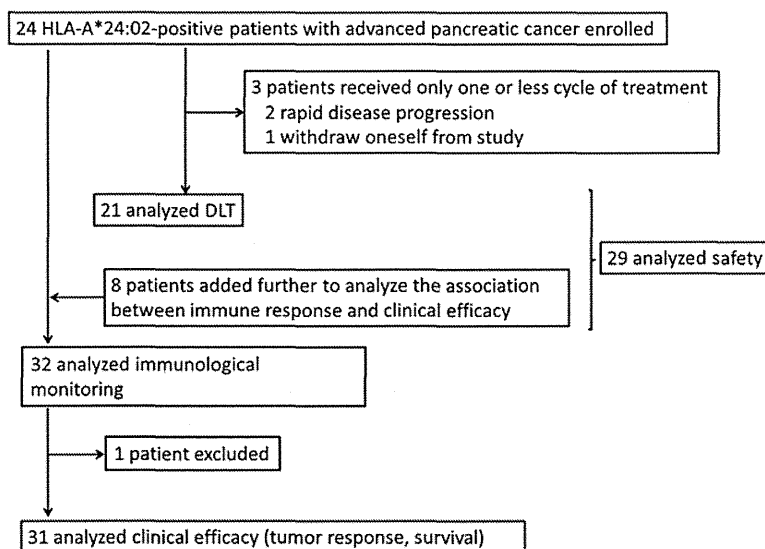 24 HLA-A*24:02-positive patients with advanced pancreatic cancer enrolled
3 patients received only one or less cycle of treatment
2 rapid disease progression
1 withdraw oneself from study
21 analyzed DLT
29 analyzed safety
8 patients added further to analyze the association
between immune response and clinical efficacy
32 analyzed immunological
monitoring
1 patient excluded
31 analyzed clinical efficacy (tumor response, survival)